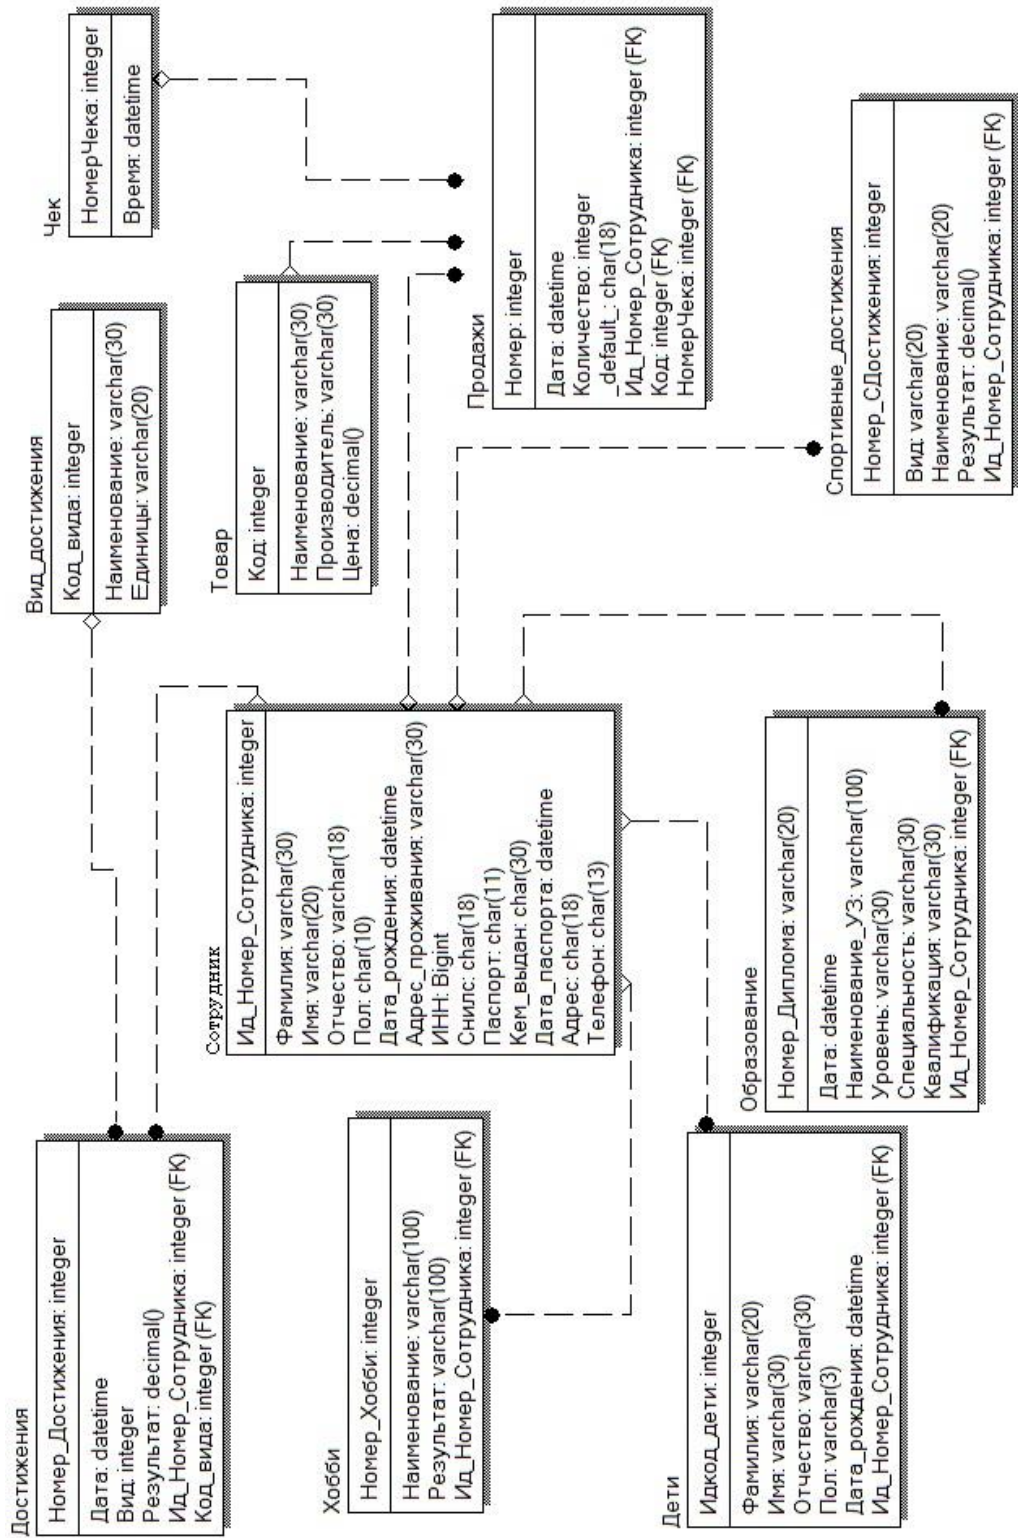 Достижения
Номер_Достижения: integer
Дата: datetime
Вид: integer
Результат: decimal()
Ид_Номер_Сотрудника: integer (FK)
Код_вида: integer (FK)
Вид_достижения
Код_вида: integer
Наименование: varchar(30)
Единицы: varchar(20)
Чек
НомерЧека: integer
Время: datetime
Товар
Код: integer
Наименование: varchar(30)
Производитель: varchar(30)
Цена: decimal()
Сотрудник
Ид_Номер_Сотрудника: integer
Фамилия: varchar(30)
Имя: varchar(20)
Отчество: varchar(18)
Пол: char(10)
Дата_рождения: datetime
Адрес_проживания: varchar(30)
ИНН: Bigint
Снилс: char(18)
Паспорт: char(11)
Кем_выдан: char(30)
Дата_паспорта: datetime
Адрес: char(18)
Телефон: char(13)
Хобби
Номер_Хобби: integer
Наименование: varchar(100)
Результат: varchar(100)
Ид_Номер_Сотрудника: integer (FK)
Продажи
Номер: integer
Дата: datetime
Количество: integer
_default_: char(18)
Ид_Номер_Сотрудника: integer (FK)
Код: integer (FK)
НомерЧека: integer (FK)
Дети
Идкод_дети: integer
Фамилия: varchar(20)
Имя: varchar(30)
Отчество: varchar(30)
Пол: varchar(3)
Дата_рождения: datetime
Ид_Номер_Сотрудника: integer (FK)
Образование
Номер_Диплома: varchar(20)
Дата: datetime
Наименование_УЗ: varchar(100)
Уровень: varchar(30)
Специальность: varchar(30)
Квалификация: varchar(30)
Ид_Номер_Сотрудника: integer (FK)
Спортивные_достижения
Номер_СДостижения: integer
Вид: varchar(20)
Наименование: varchar(20)
Результат: decimal()
Ид_Номер_Сотрудника: integer (FK)